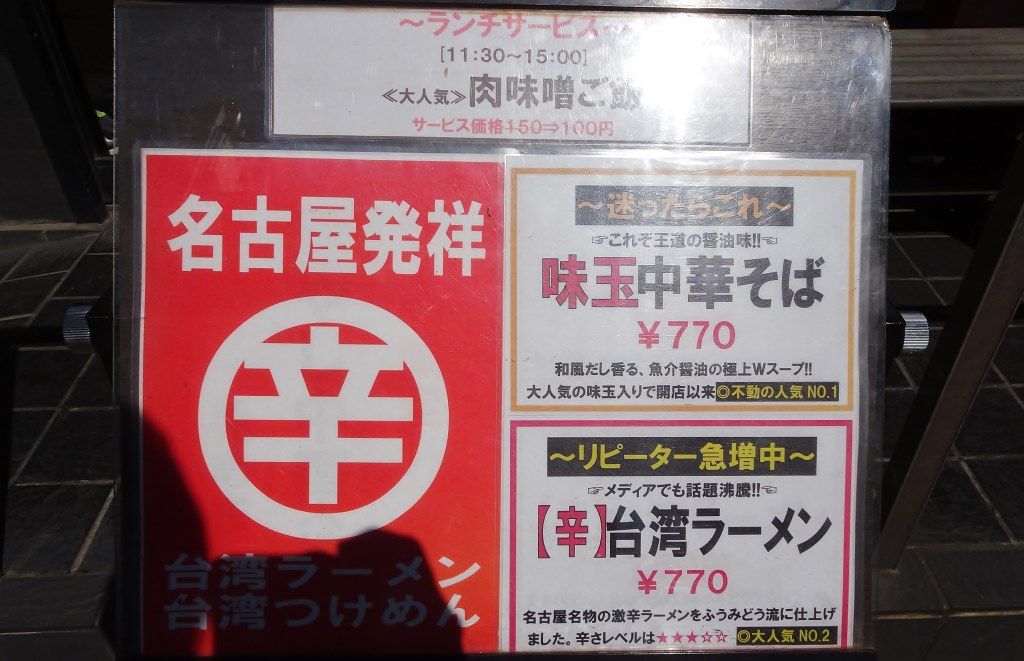 ～ランチサービス～
[11:30～15:00]
≪大人気≫肉味噌ご飯
サービス価格150⇒100円
名古屋発祥
辛
台湾ラーメン
台湾つけめん
～迷ったらこれ～
☞これぞ王道の醤油味!!☜
味玉中華そば
￥770
和風だし香る、魚介醤油の極上Wスープ!!
大人気の味玉入りで開店以来◎不動の人気 NO.1
～リピーター急増中～
☞メディアでも話題沸騰!!☜
【辛】台湾ラーメン
￥770
名古屋名物の激辛ラーメンをふうみどう流に仕上げ
ました。辛さレベルは★★★☆☆ ◎大人気 NO.2